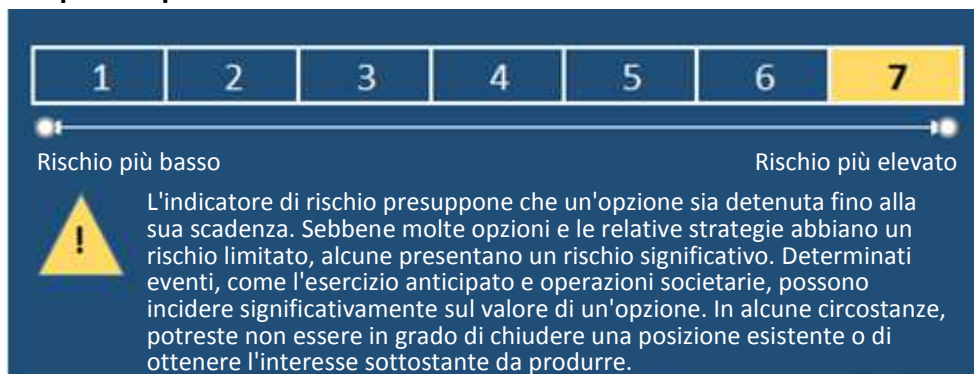 1 2 3 4 5 6 7
Rischio più basso Rischio più elevato
!
L'indicatore di rischio presuppone che un'opzione sia detenuta fino alla
sua scadenza. Sebbene molte opzioni e le relative strategie abbiano un
rischio limitato, alcune presentano un rischio significativo. Determinati
eventi, come l'esercizio anticipato e operazioni societarie, possono
incidere significativamente sul valore di un'opzione. In alcune circostanze,
potreste non essere in grado di chiudere una posizione esistente o di
ottenere l'interesse sottostante da produrre.